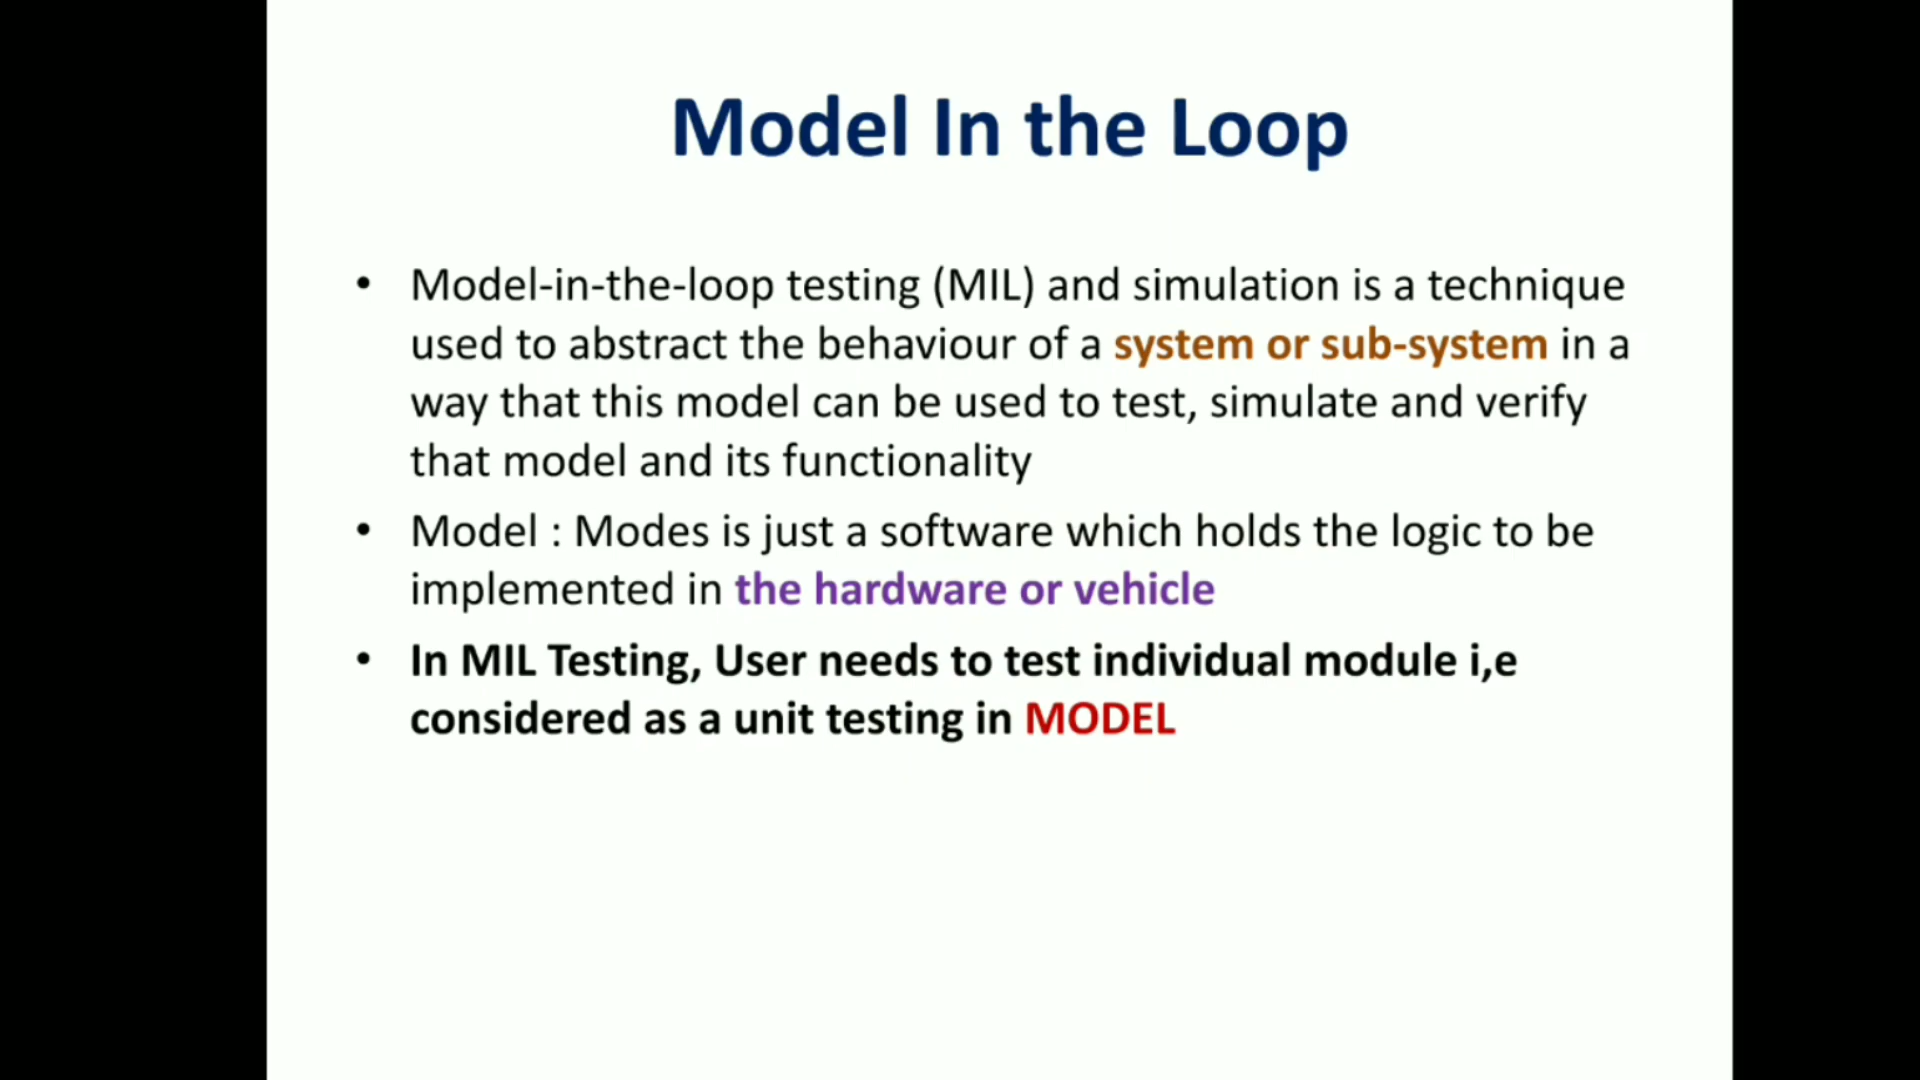 Model In the Loop
• Model-in-the-loop testing (MIL) and simulation is a technique
used to abstract the behaviour of a system or sub-system in a
way that this model can be used to test, simulate and verify
that model and its functionality
• Model : Modes is just a software which holds the logic to be
implemented in the hardware or vehicle
• In MIL Testing, User needs to test individual module i,e
considered as a unit testing in MODEL